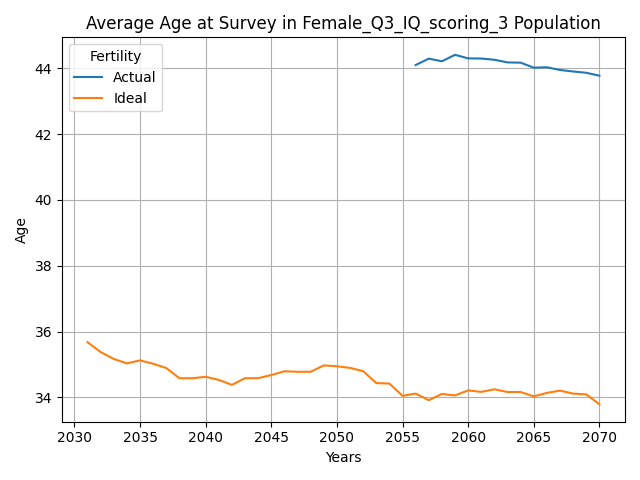 Average Age at Survey in Female_Q3_IQ_scoring_3 Population
Fertility
Actual
Ideal
44
42
40
38
36
34
Age
2030 2035 2040 2045 2050 2055 2060 2065 2070
Years